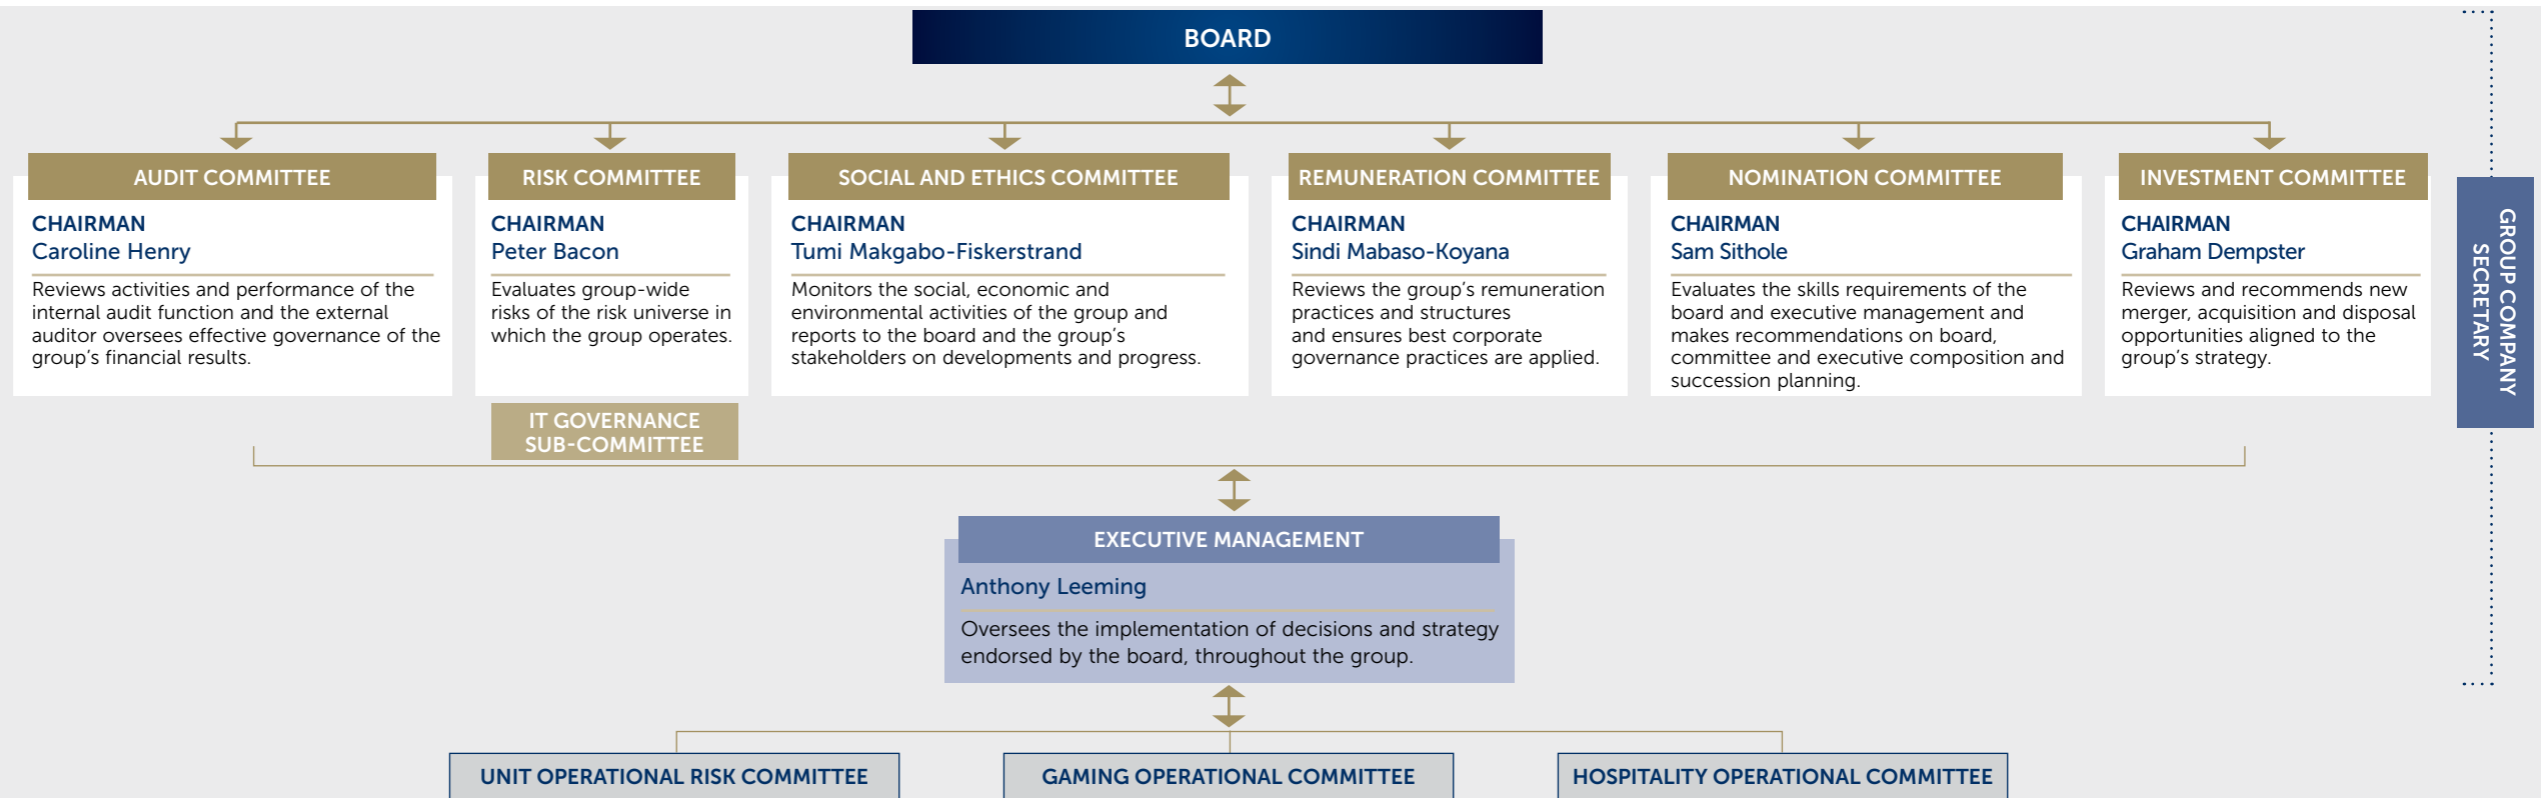 BOARD
AUDIT COMMITTEE
CHAIRMAN
Caroline Henry
Reviews activities and performance of the
internal audit function and the external
auditor oversees effective governance of the
group’s financial results.
RISK COMMITTEE
CHAIRMAN
Peter Bacon
Evaluates group-wide
risks of the risk universe in
which the group operates.
IT GOVERNANCE
SUB-COMMITTEE
SOCIAL AND ETHICS COMMITTEE
CHAIRMAN
Tumi Makgabo-Fiskerstrand
Monitors the social, economic and
environmental activities of the group and
reports to the board and the group’s
stakeholders on developments and progress.
REMUNERATION COMMITTEE
CHAIRMAN
Sindi Mabaso-Koyana
Reviews the group’s remuneration
practices and structures
and ensures best corporate
governance practices are applied.
NOMINATION COMMITTEE
CHAIRMAN
Sam Sithole
Evaluates the skills requirements of the
board and executive management and
makes recommendations on board,
committee and executive composition and
succession planning.
INVESTMENT COMMITTEE
CHAIRMAN
Graham Dempster
Reviews and recommends new
merger, acquisition and disposal
opportunities aligned to the
group’s strategy.
GROUP COMPANY
SECRETARY
EXECUTIVE MANAGEMENT
Anthony Leeming
Oversees the implementation of decisions and strategy
endorsed by the board, throughout the group.
UNIT OPERATIONAL RISK COMMITTEE
GAMING OPERATIONAL COMMITTEE
HOSPITALITY OPERATIONAL COMMITTEE